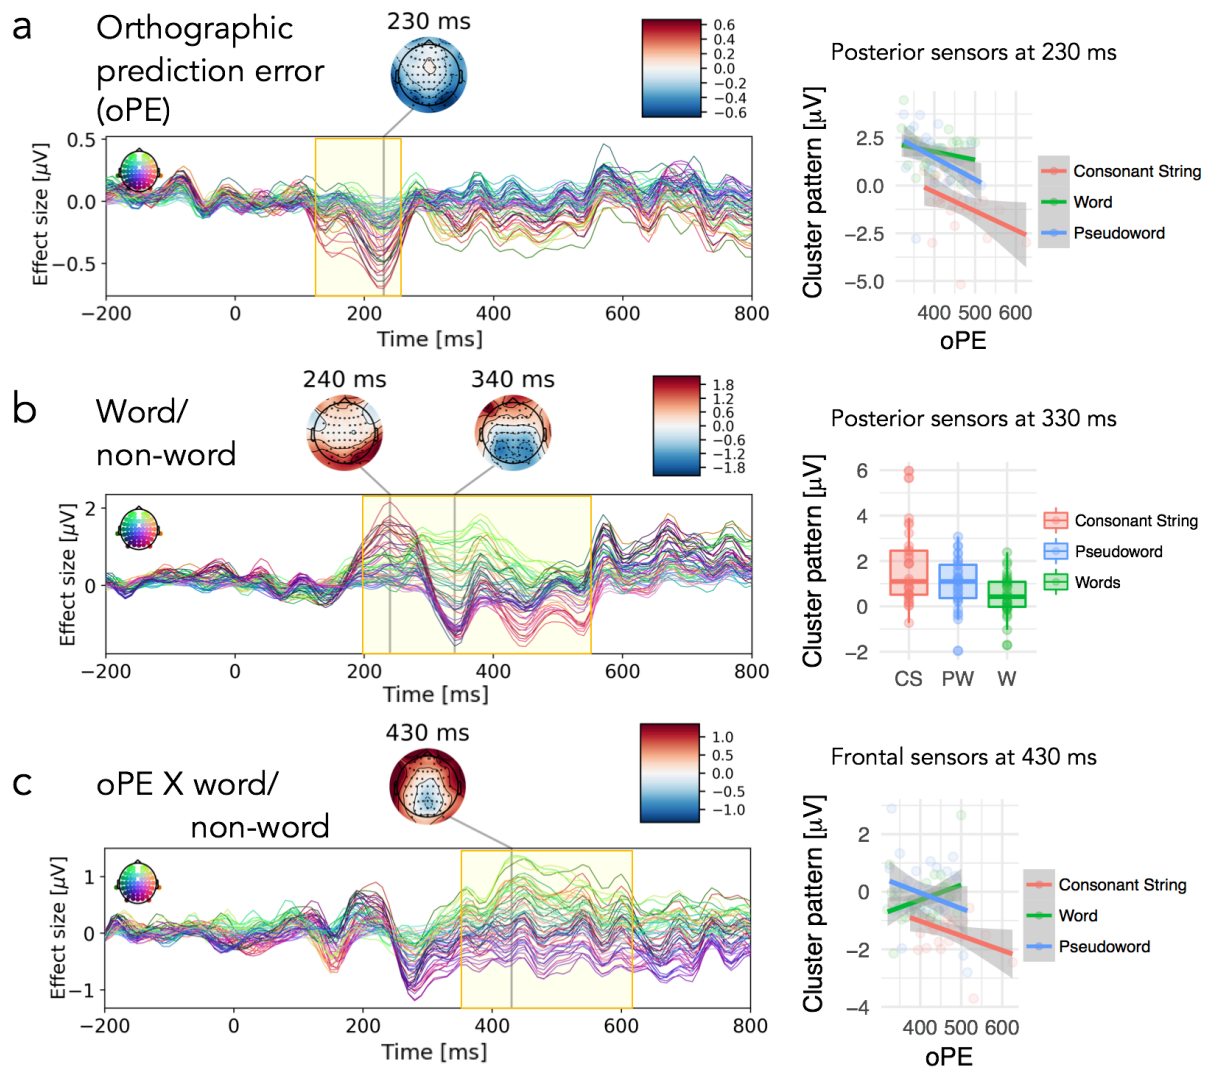 a
Orthographic
prediction error
(oPE)
230 ms
0.6
0.4
0.2
0.0
−0.2
−0.4
−0.6
Effect size [µV]
0.5
0.0
−0.5
−200 0 200 400 600 800
Time [ms]
Posterior sensors at 230 ms
Cluster pattern [µV]
2.5
0.0
−2.5
−5.0
400 500 600
oPE
Consonant String
Word
Pseudoword
b
Word/
non-word
240 ms
340 ms
1.8
1.2
0.6
0.0
−0.6
−1.2
−1.8
Effect size [µV]
2
0
−200 0 200 400 600 800
Time [ms]
Posterior sensors at 330 ms
Cluster pattern [µV]
6
4
2
0
−2
CS PW W
Consonant String
Pseudoword
Words
c
oPE X word/
non-word
430 ms
1.0
0.5
0.0
−0.5
−1.0
Effect size [µV]
1
0
−1
−200 0 200 400 600 800
Time [ms]
Frontal sensors at 430 ms
Cluster pattern [µV]
2
0
−2
−4
400 500 600
oPE
Consonant String
Word
Pseudoword